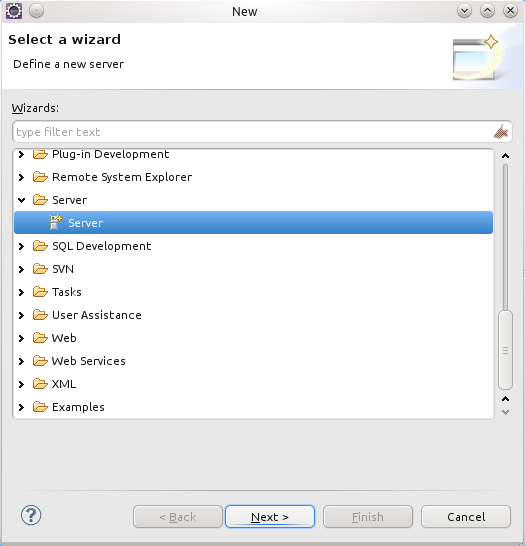 New
Select a wizard
Define a new server
Wizards:
type filter text
Plug-in Development
Remote System Explorer
Server
Server
SQL Development
SVN
Tasks
User Assistance
Web
Web Services
XML
Examples
?
< Back
Next >
Finish
Cancel